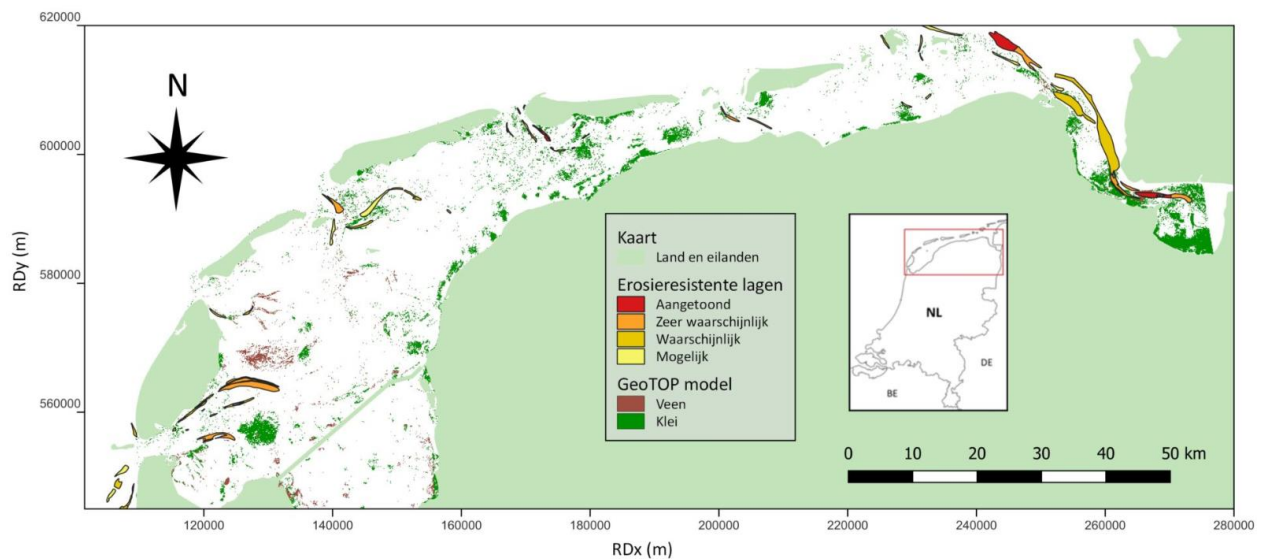 620000
600000
580000
560000
RDy (m)
N
Kaart
Land en eilanden
Erosieresistente lagen
Aangetoond
Zeer waarschijnlijk
Waarschijnlijk
Mogelijk
GeoTOP model
Veen
Klei
NL
DE
BE
0 10 20 30 40 50 km
120000 140000 160000 180000 200000 220000 240000 260000 280000
RDx (m)